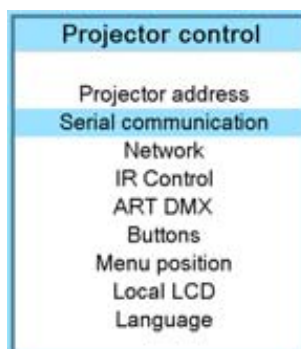 Projector control
Projector address
Serial communication
Network
IR Control
ART DMX
Buttons
Menu position
Local LCD
Language